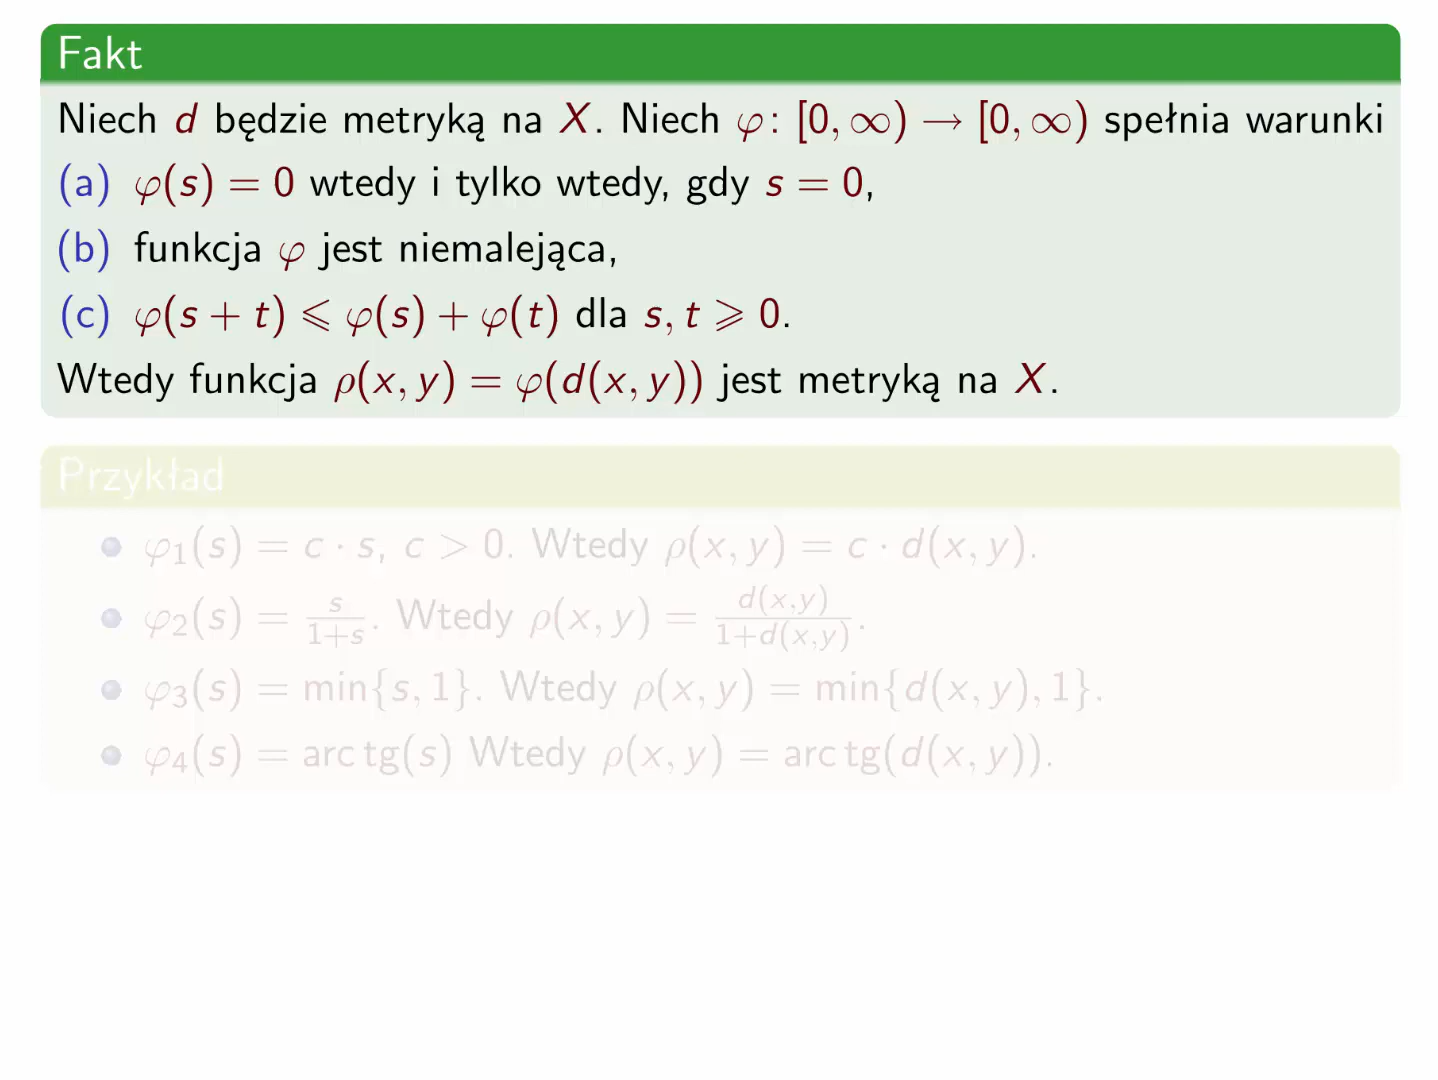 Fakt
Niech d będzie metryką na X. Niech φ: [0, ∞) → [0, ∞) spełnia warunki
(a) φ(s) = 0 wtedy i tylko wtedy, gdy s = 0,
(b) funkcja φ jest niemalejąca,
(c) φ(s + t) ⩽ φ(s) + φ(t) dla s, t ⩾ 0.
Wtedy funkcja ρ(x, y) = φ(d(x, y)) jest metryką na X.
Przykład
φ₁(s) = c · s, c > 0. Wtedy ρ(x, y) = c · d(x, y).
φ₂(s) = s/(1+s). Wtedy ρ(x, y) = d(x,y)/(1+d(x,y)).
φ₃(s) = min{s, 1}. Wtedy ρ(x, y) = min{d(x, y), 1}.
φ₄(s) = arc tg(s) Wtedy ρ(x, y) = arc tg(d(x, y)).